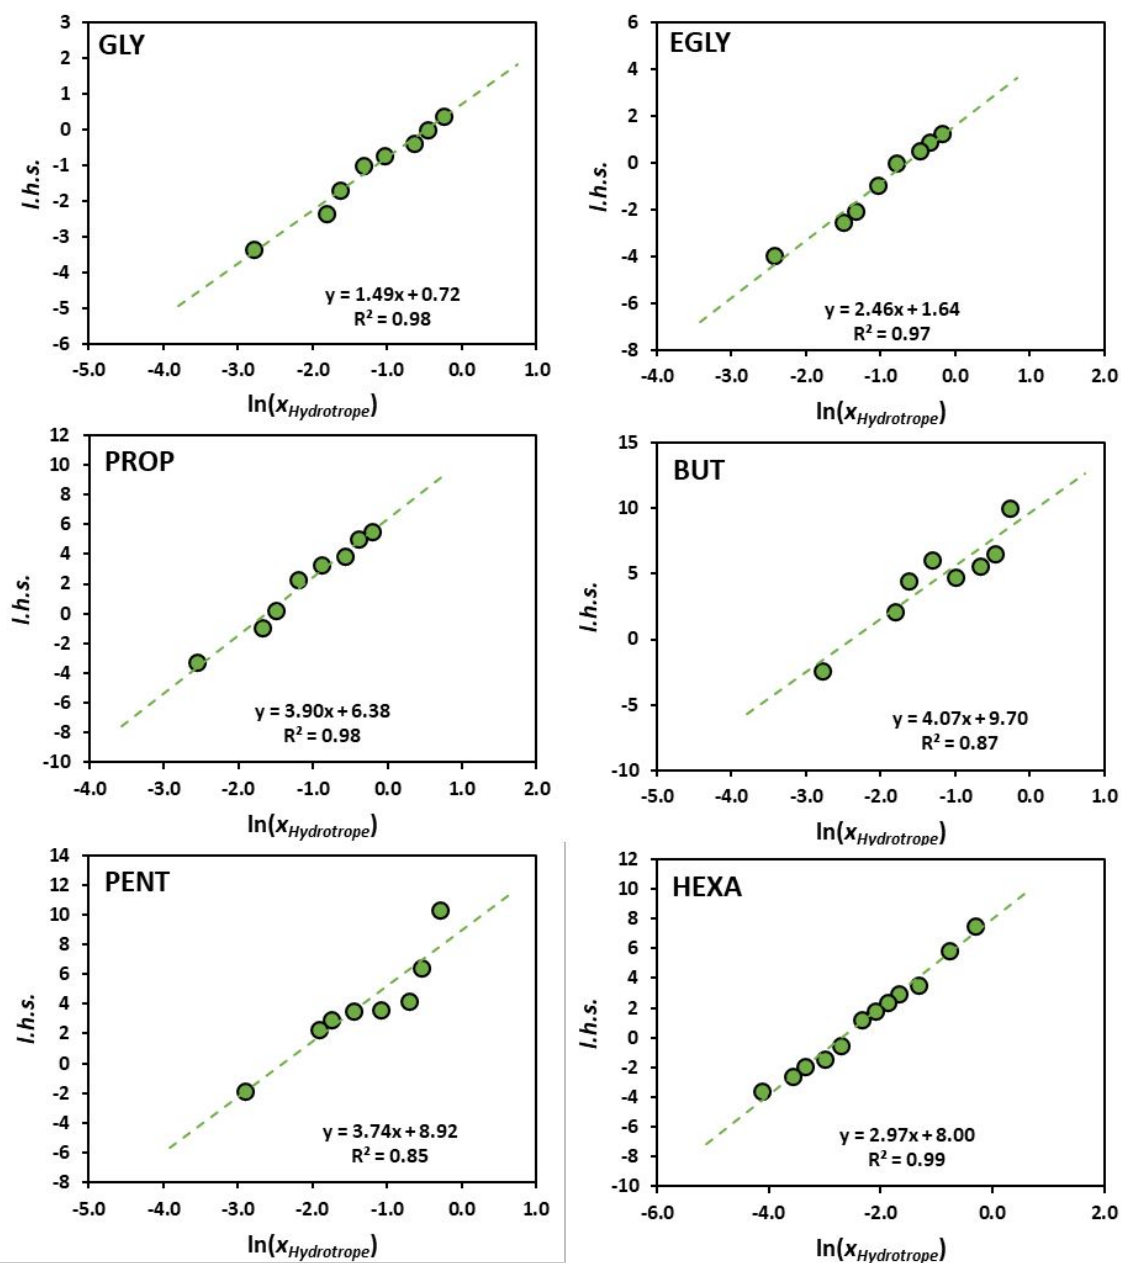 GLY
3
2
1
0
-1
-2
-3
-4
-5
-6
l.h.s.
y = 1.49x + 0.72
R² = 0.98
-5.0 -4.0 -3.0 -2.0 -1.0 0.0 1.0
ln(xHydrotrope)
EGLY
6
4
2
0
-2
-4
-6
-8
l.h.s.
y = 2.46x + 1.64
R² = 0.97
-4.0 -3.0 -2.0 -1.0 0.0 1.0 2.0
ln(xHydrotrope)
PROP
12
10
8
6
4
2
0
-2
-4
-6
-8
-10
l.h.s.
y = 3.90x + 6.38
R² = 0.98
-4.0 -3.0 -2.0 -1.0 0.0 1.0 2.0
ln(xHydrotrope)
BUT
15
10
5
0
-5
-10
l.h.s.
y = 4.07x + 9.70
R² = 0.87
-5.0 -4.0 -3.0 -2.0 -1.0 0.0 1.0
ln(xHydrotrope)
PENT
14
12
10
8
6
4
2
0
-2
-4
-6
-8
l.h.s.
y = 3.74x + 8.92
R² = 0.85
-5.0 -4.0 -3.0 -2.0 -1.0 0.0 1.0
ln(xHydrotrope)
HEXA
12
10
8
6
4
2
0
-2
-4
-6
-8
-10
l.h.s.
y = 2.97x + 8.00
R² = 0.99
-6.0 -4.0 -2.0 0.0 2.0
ln(xHydrotrope)